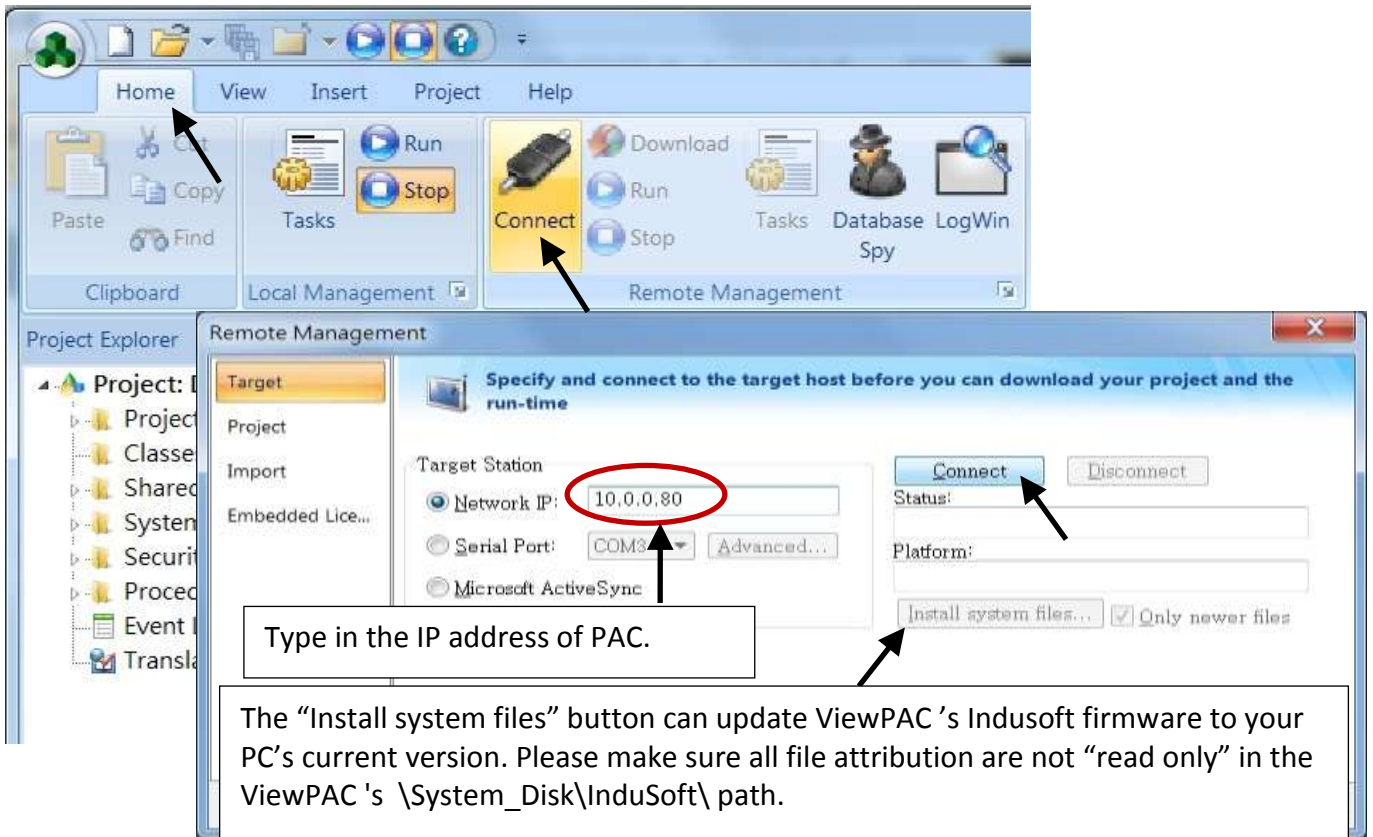 Home View Insert Project Help
Cut
Copy
Paste
Find
Clipboard
Tasks
Run
Stop
Local Management
Connect
Download
Run
Stop
Tasks
Database Spy
LogWin
Remote Management
Project Explorer
Project:
Project
Classe
Shared
System
Securi
Proced
Event
Transla
Remote Management
Target
Project
Import
Embedded Lice...
Specify and connect to the target host before you can download your project and the
run-time
Target Station
Network IP: 10.0.0.80
Serial Port: COM3 Advanced...
Microsoft ActiveSync
Connect Disconnect
Status:
Platform:
Install system files... Only newer files
Type in the IP address of PAC.
The “Install system files” button can update ViewPAC ’s Indusoft firmware to your
PC’s current version. Please make sure all file attribution are not “read only” in the
ViewPAC 's \System_Disk\InduSoft\ path.